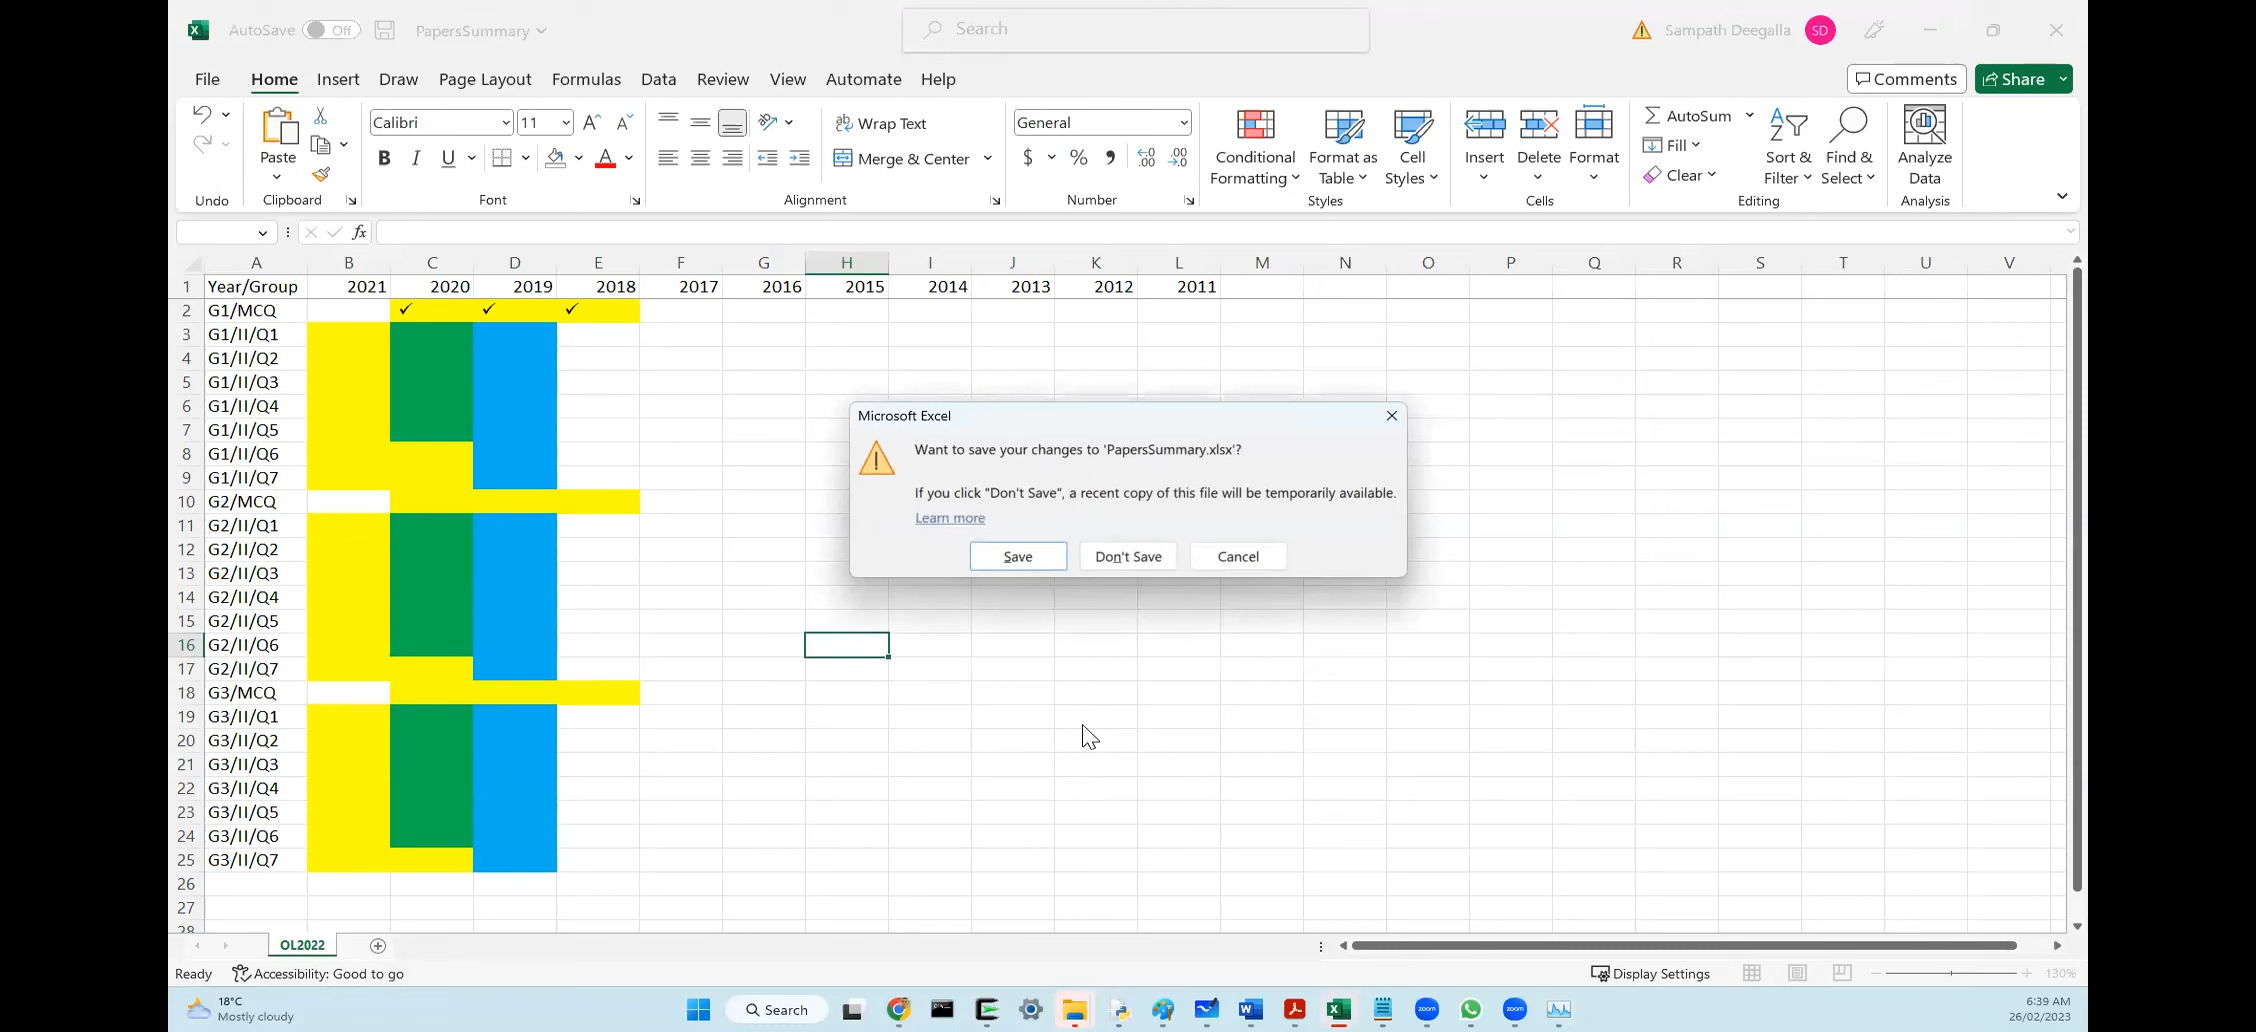 AutoSave Off PapersSummary Search Sampath Deegalla SD
File Home Insert Draw Page Layout Formulas Data Review View Automate Help Comments Share
Calibri 11 Wrap Text General AutoSum
Paste B I U Merge & Center $ % Conditional Formatting Format as Table Cell Styles Insert Delete Format Fill Clear Sort & Filter Find & Select Analyze Data
Undo Clipboard Font Alignment Number Styles Cells Editing Analysis
fx
A B C D E F G H I J K L M N O P Q R S T U V
1 Year/Group 2021 2020 2019 2018 2017 2016 2015 2014 2013 2012 2011
2 G1/MCQ ✓ ✓ ✓
3 G1/II/Q1
4 G1/II/Q2
5 G1/II/Q3
6 G1/II/Q4
7 G1/II/Q5
8 G1/II/Q6
9 G1/II/Q7
10 G2/MCQ
11 G2/II/Q1
12 G2/II/Q2
13 G2/II/Q3
14 G2/II/Q4
15 G2/II/Q5
16 G2/II/Q6
17 G2/II/Q7
18 G3/MCQ
19 G3/II/Q1
20 G3/II/Q2
21 G3/II/Q3
22 G3/II/Q4
23 G3/II/Q5
24 G3/II/Q6
25 G3/II/Q7
26
27
28
Microsoft Excel
Want to save your changes to 'PapersSummary.xlsx'?
If you click "Don't Save", a recent copy of this file will be temporarily available.
Learn more
Save Don't Save Cancel
OL2022
Ready Accessibility: Good to go Display Settings 130%
18°C
Mostly cloudy
Search
zoom zoom
6:39 AM
26/02/2023